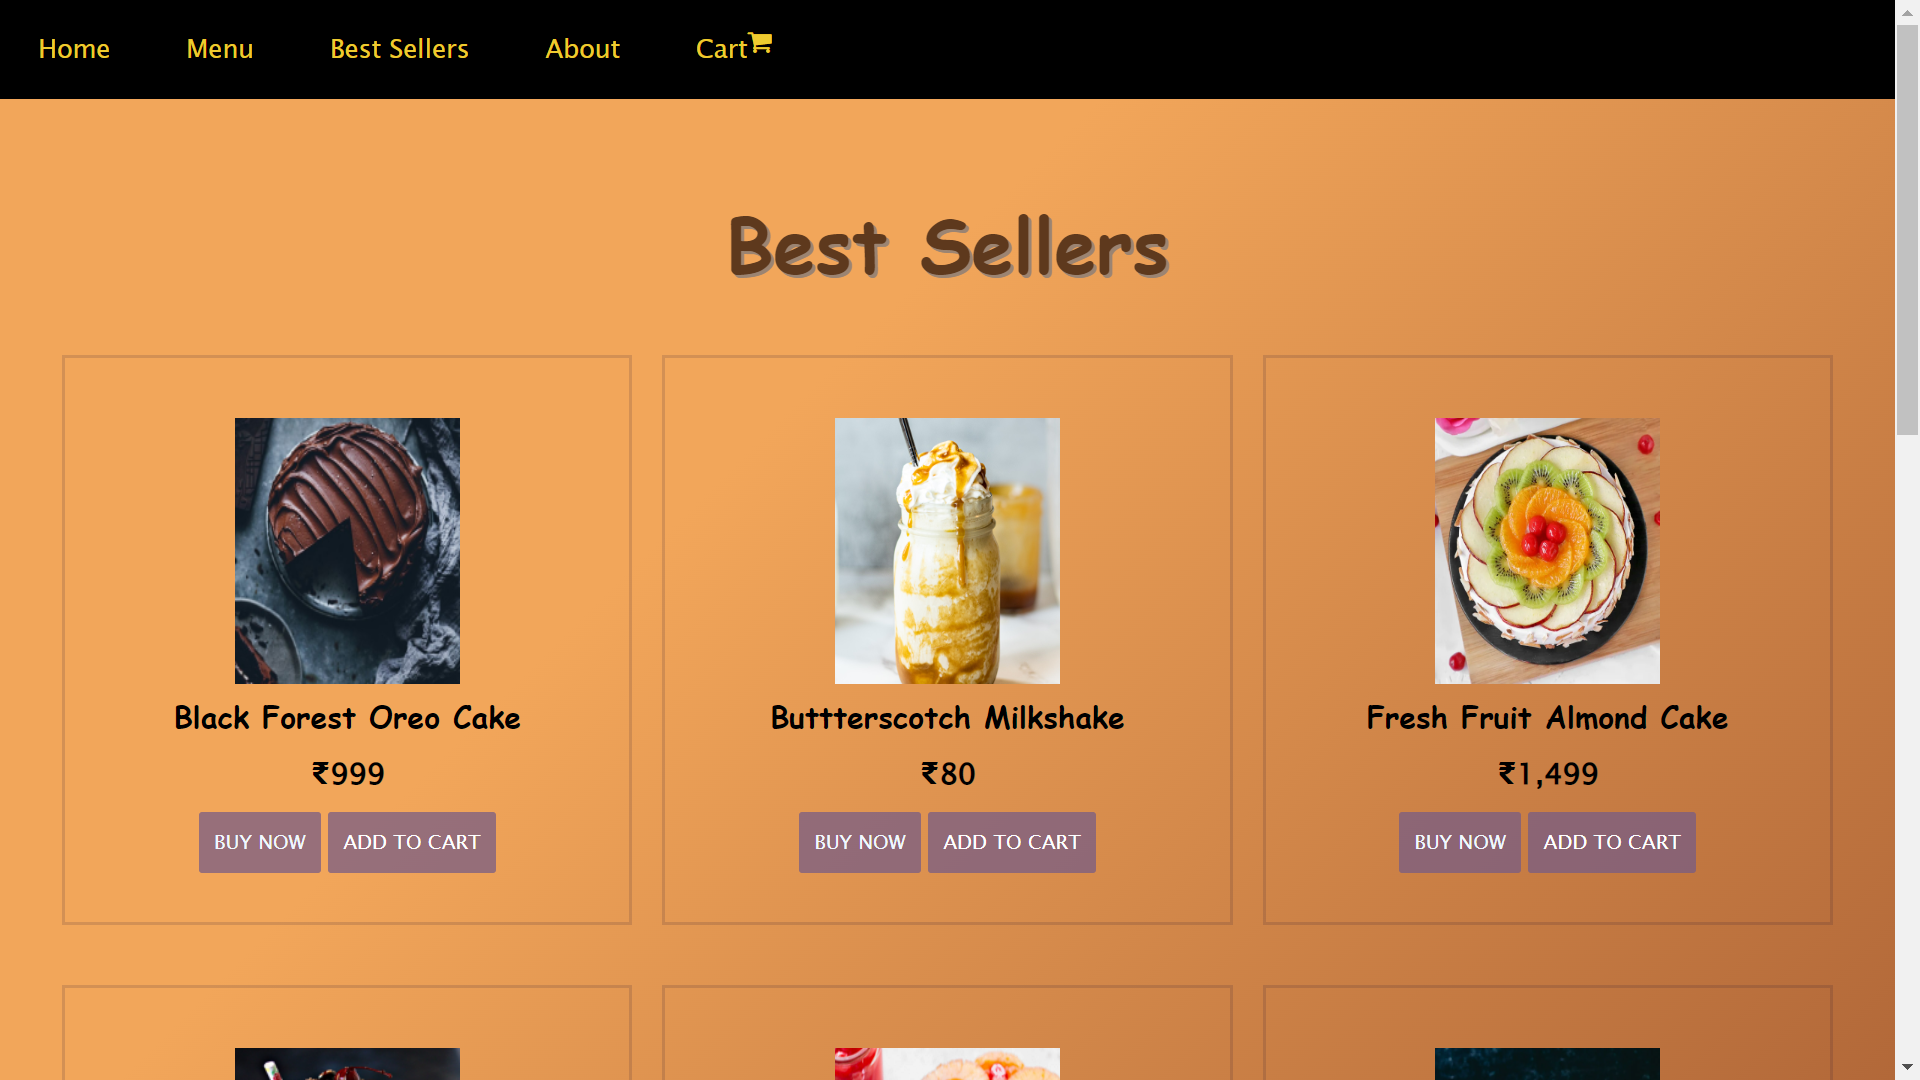 Home Menu Best Sellers About Cart
Best Sellers
Black Forest Oreo Cake
₹999
BUY NOW ADD TO CART
Buttterscotch Milkshake
₹80
BUY NOW ADD TO CART
Fresh Fruit Almond Cake
₹1,499
BUY NOW ADD TO CART